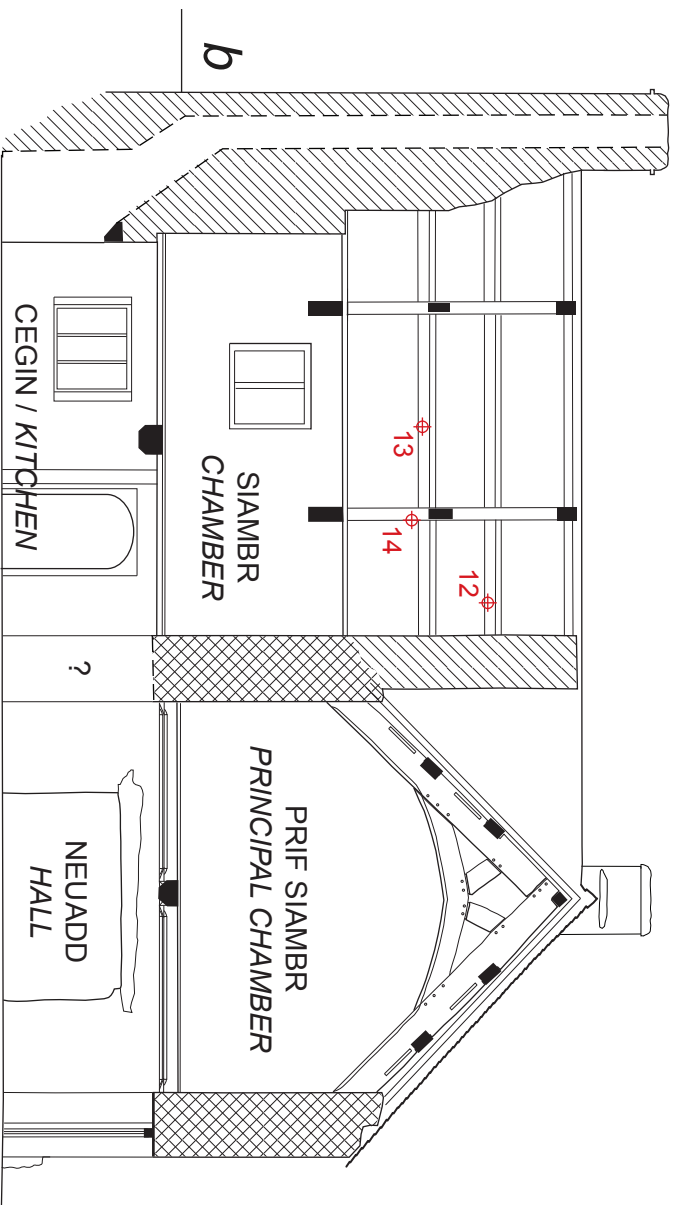 b
13
14
12
SIAMBR
CHAMBER
PRIF SIAMBR
PRINCIPAL CHAMBER
CEGIN / KITCHEN
?
NEUADD
HALL